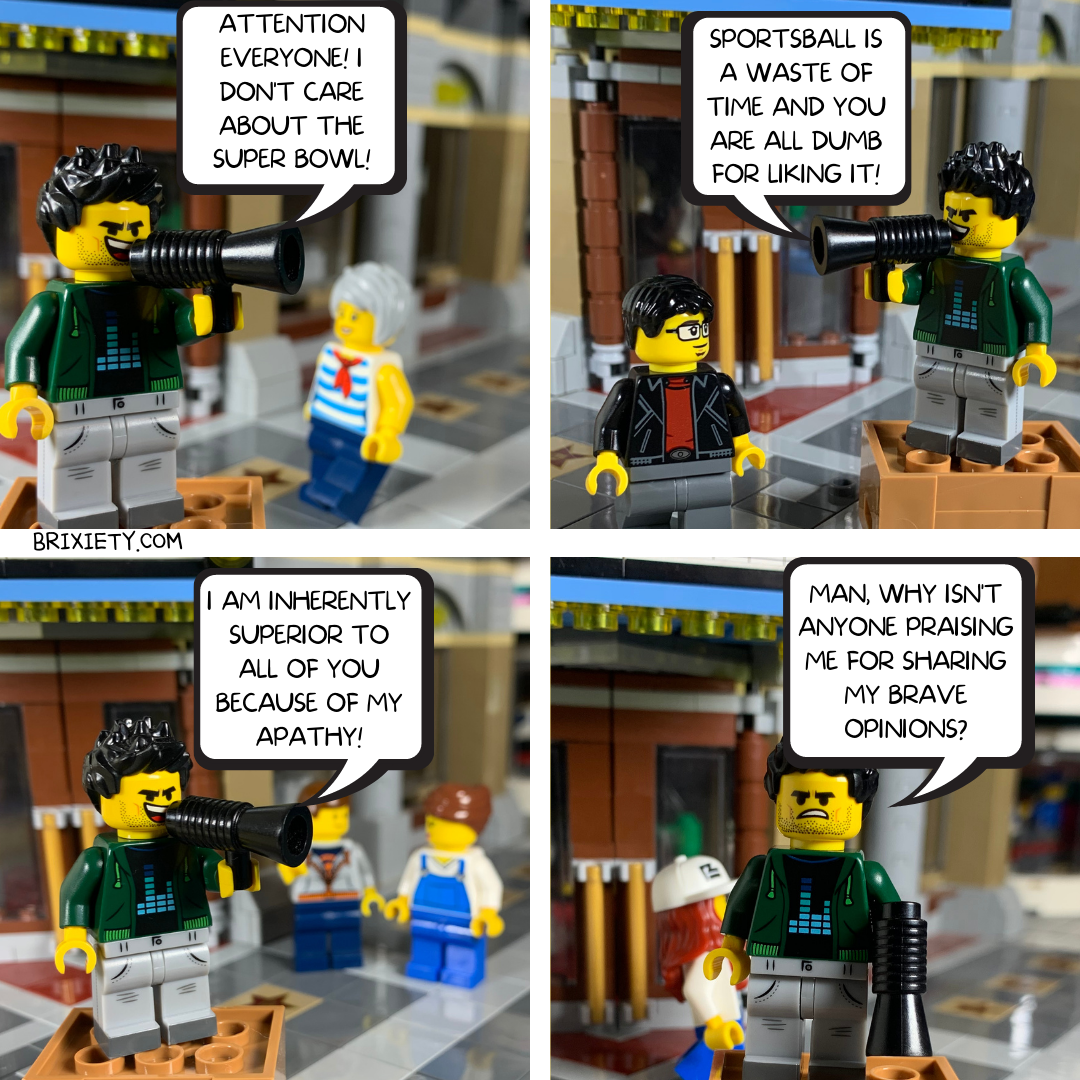 ATTENTION
EVERYONE! I
DON'T CARE
ABOUT THE
SUPER BOWL!
SPORTSBALL IS
A WASTE OF
TIME AND YOU
ARE ALL DUMB
FOR LIKING IT!
BRIXIETY.COM
I AM INHERENTLY
SUPERIOR TO
ALL OF YOU
BECAUSE OF MY
APATHY!
MAN, WHY ISN'T
ANYONE PRAISING
ME FOR SHARING
MY BRAVE
OPINIONS?